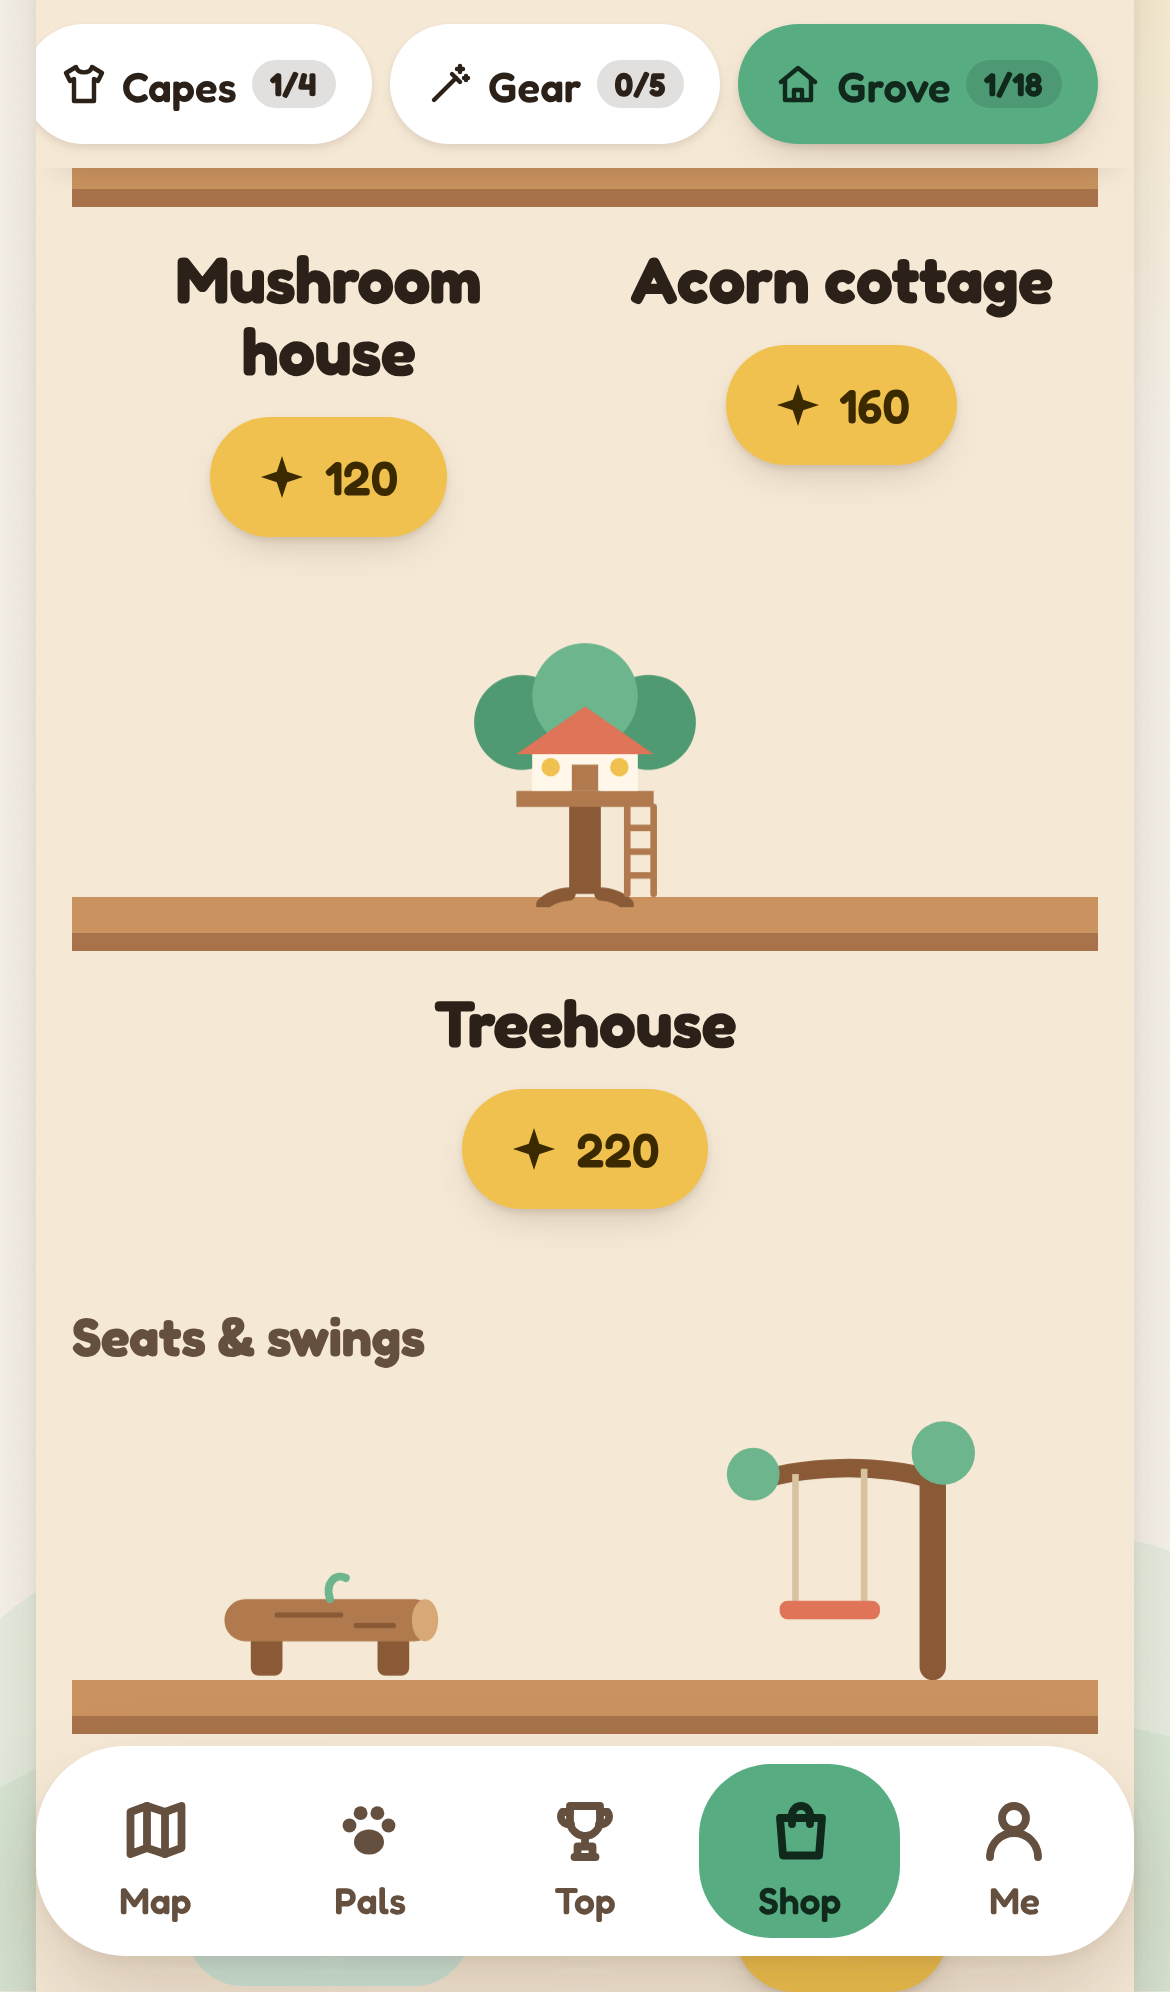 Capes 1/4 Gear 0/5 Grove 1/18
Mushroom house
Acorn cottage
120
160
Treehouse
220
Seats & swings
Map Pals Top Shop Me